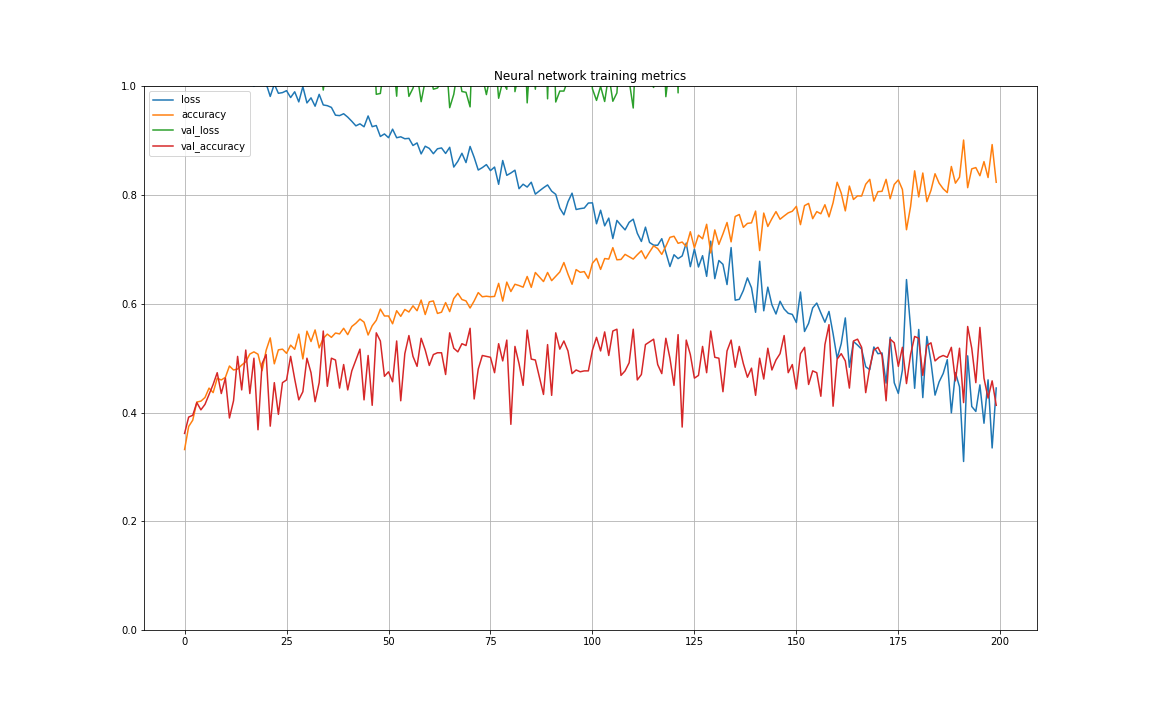 Neural network training metrics
1.0
loss
accuracy
val_loss
val_accuracy
0.8
0.6
0.4
0.2
0.0
0 25 50 75 100 125 150 175 200